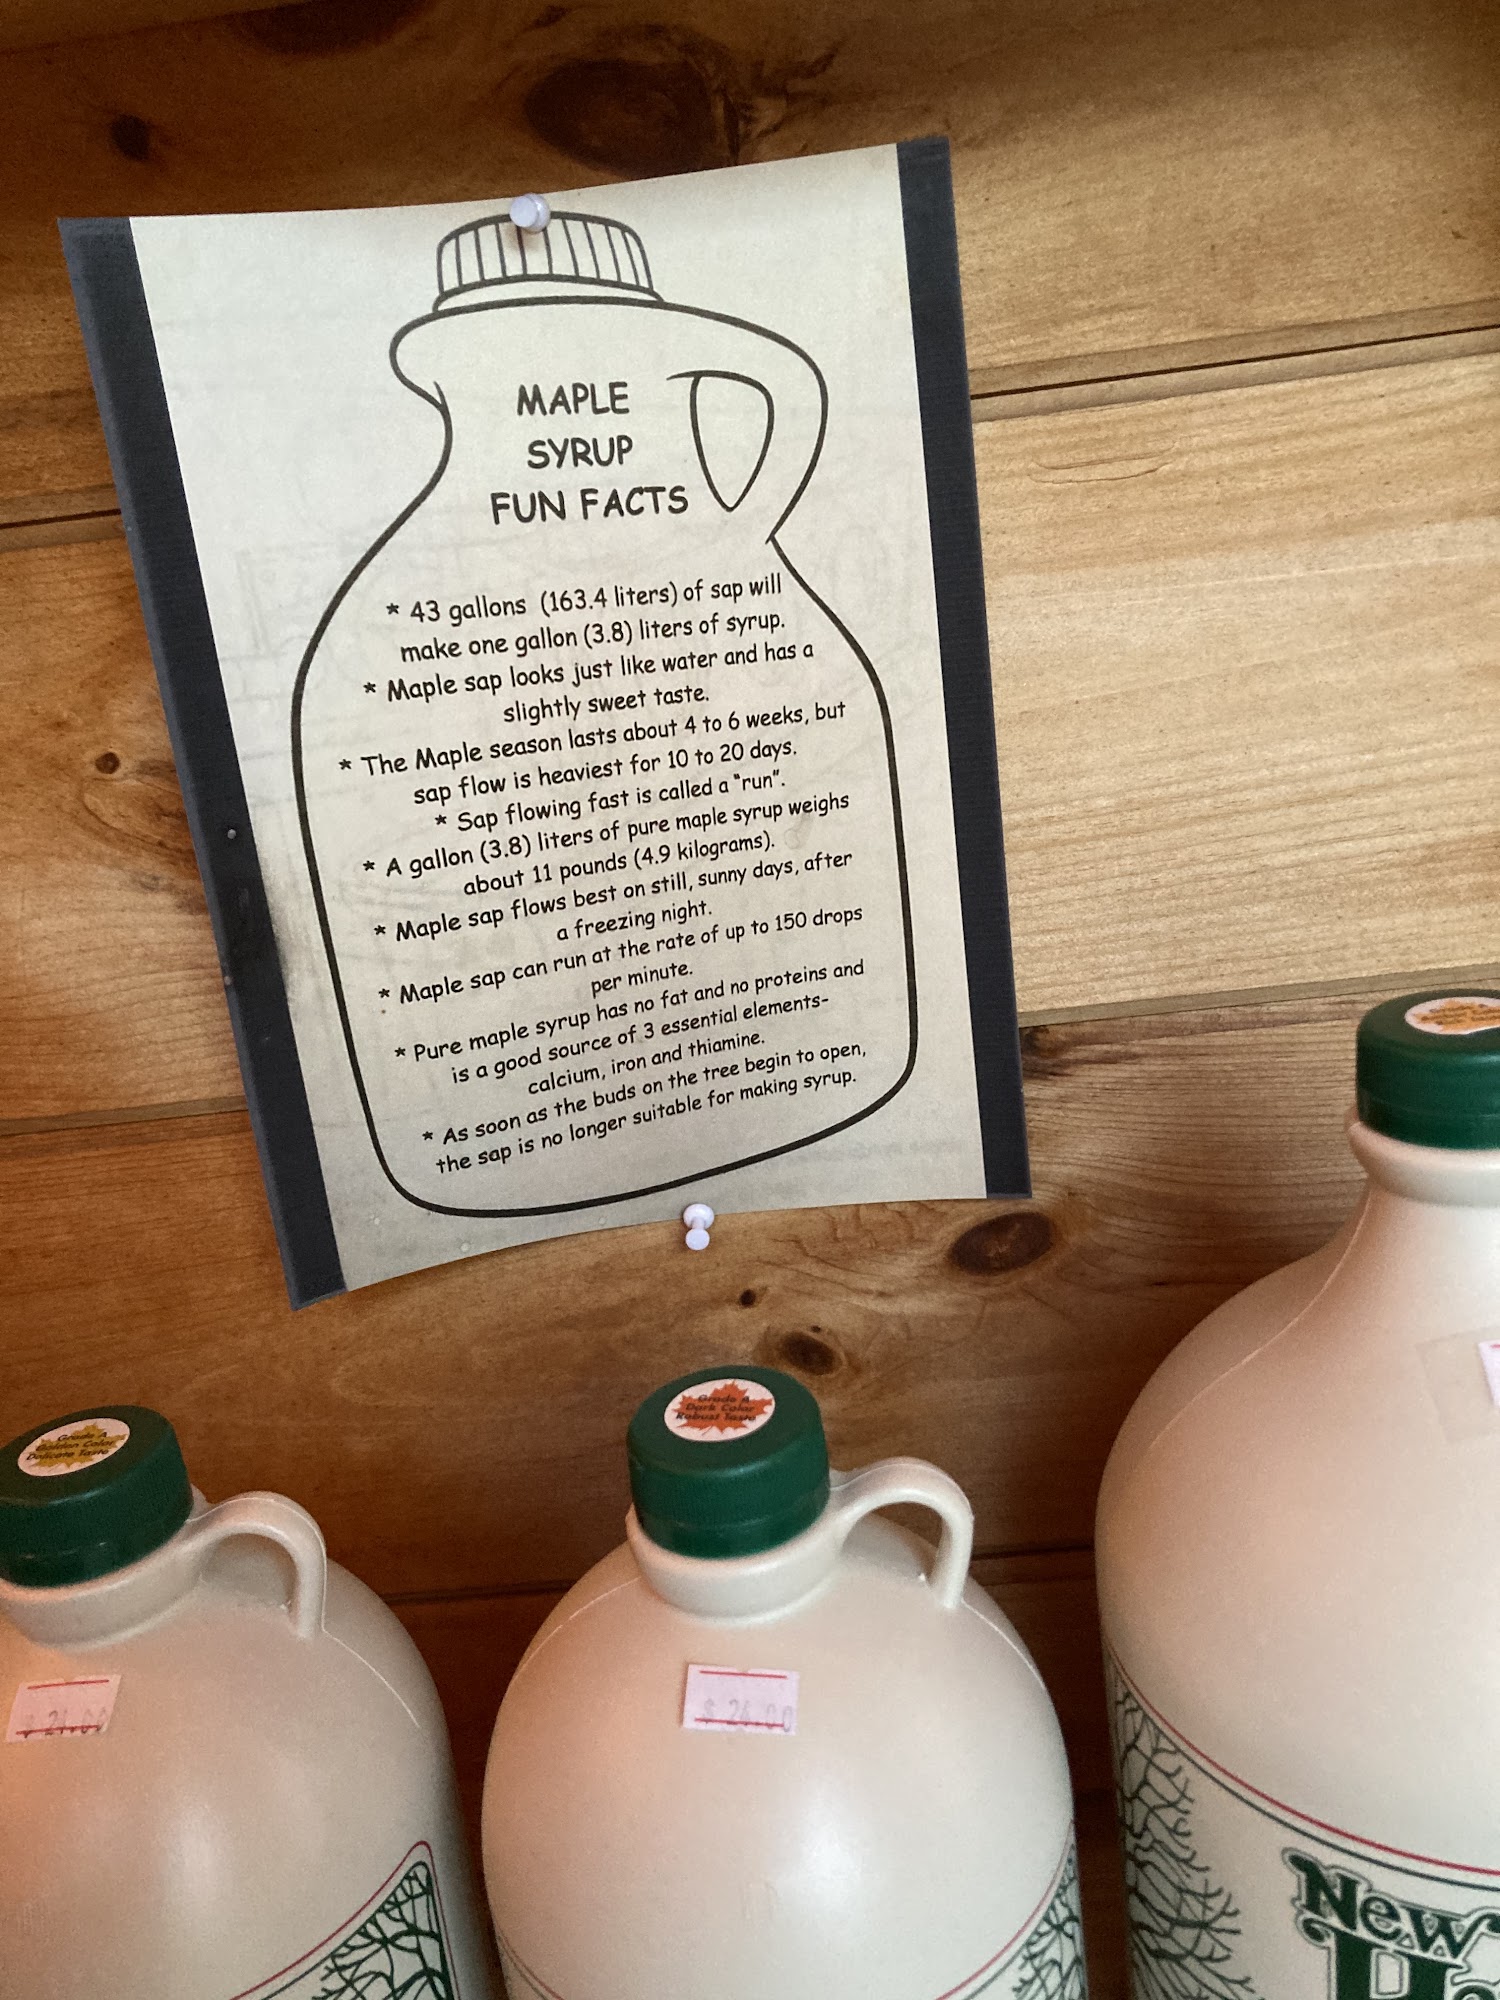 MAPLE
SYRUP
FUN FACTS
* 43 gallons (163.4 liters) of sap will
make one gallon (3.8) liters of syrup.
* Maple sap looks just like water and has a
slightly sweet taste.
* The Maple season lasts about 4 to 6 weeks, but
sap flow is heaviest for 10 to 20 days.
* Sap flowing fast is called a "run".
* A gallon (3.8) liters of pure maple syrup weighs
about 11 pounds (4.9 kilograms).
* Maple sap flows best on still, sunny days, after
a freezing night.
* Maple sap can run at the rate of up to 150 drops
per minute.
* Pure maple syrup has no fat and no proteins and
is a good source of 3 essential elements-
calcium, iron and thiamine.
* As soon as the buds on the tree begin to open,
the sap is no longer suitable for making syrup.
Grade A
Golden Color
Delicate Taste
Grade A
Dark Color
Robust Taste
$ 26.00
New